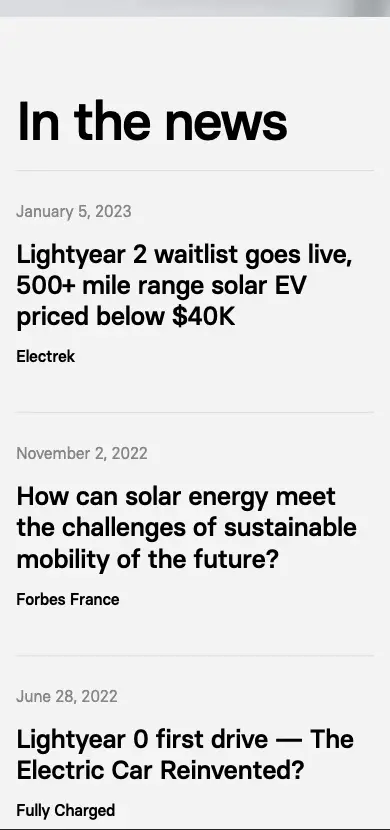 In the news
January 5, 2023
Lightyear 2 waitlist goes live,
500+ mile range solar EV
priced below $40K
Electrek
November 2, 2022
How can solar energy meet
the challenges of sustainable
mobility of the future?
Forbes France
June 28, 2022
Lightyear 0 first drive — The
Electric Car Reinvented?
Fully Charged